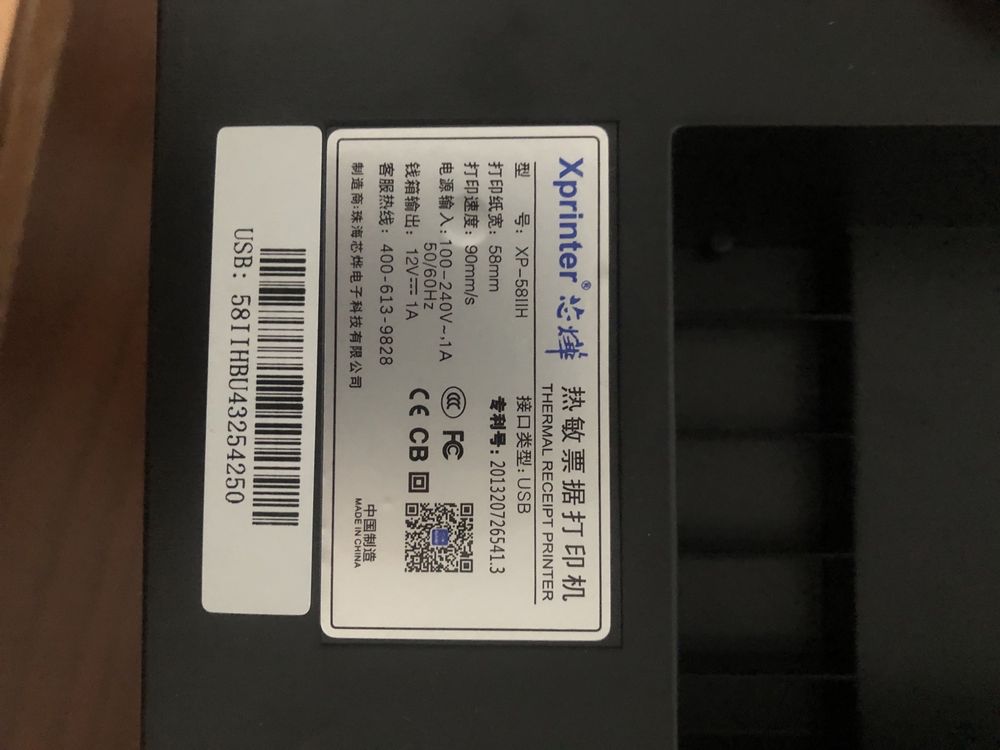 Xprinter® 芯烨 热敏票据打印机
THERMAL RECEIPT PRINTER
型 号: XP-58IIH 接口类型: USB
打印纸宽: 58mm 专利号: 201320726541.3
打印速度: 90mm/s
电源输入: 100-240V~,1A
50/60Hz
钱箱输出: 12V⎓1A
客服热线: 400-613-9828
制造商:珠海芯烨电子科技有限公司
CCC FC
CE CB
中国制造
MADE IN CHINA
USB: 58IIHBU43254250